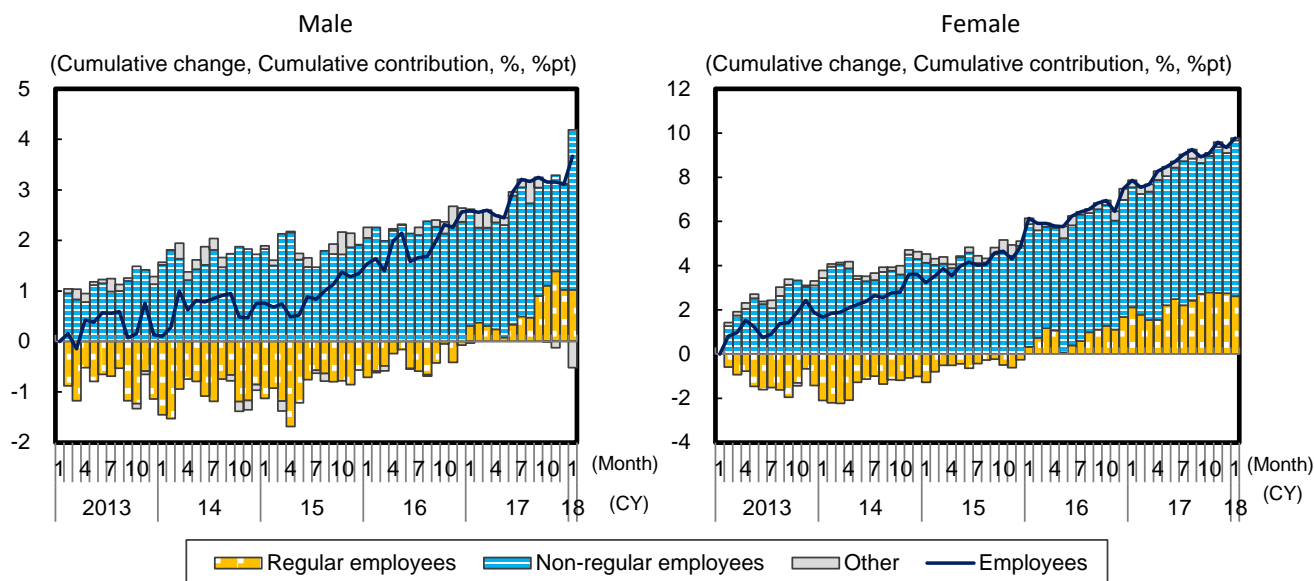 Male
(Cumulative change, Cumulative contribution, %, %pt)
5
4
3
2
1
0
-1
-2
1 4 7 10 1 4 7 10 1 4 7 10 1 4 7 10 1 4 7 10 1 (Month)
2013 14 15 16 17 18 (CY)
Female
(Cumulative change, Cumulative contribution, %, %pt)
12
10
8
6
4
2
0
-2
-4
1 4 7 10 1 4 7 10 1 4 7 10 1 4 7 10 1 4 7 10 1 (Month)
2013 14 15 16 17 18 (CY)
Regular employees Non-regular employees Other Employees